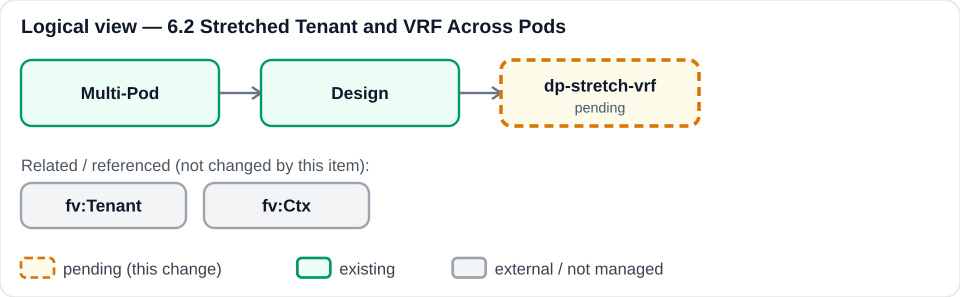 Logical view — 6.2 Stretched Tenant and VRF Across Pods
Multi-Pod
Design
dp-stretch-vrf
pending
Related / referenced (not changed by this item):
fv:Tenant
fv:Ctx
pending (this change)
existing
external / not managed